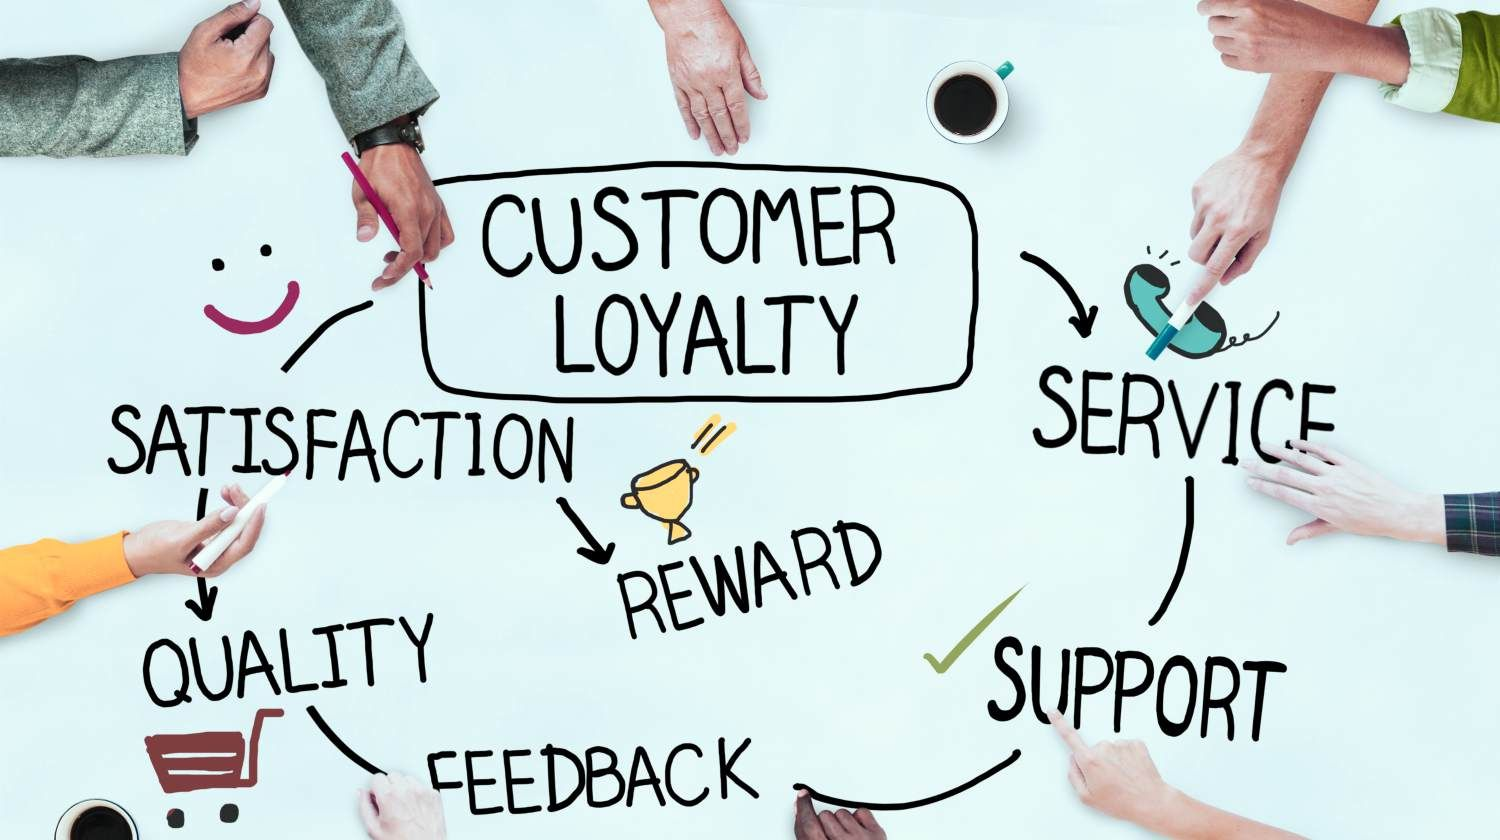 CUSTOMER
LOYALTY
SATISFACTION
SERVICE
REWARD
QUALITY
SUPPORT
FEEDBACK